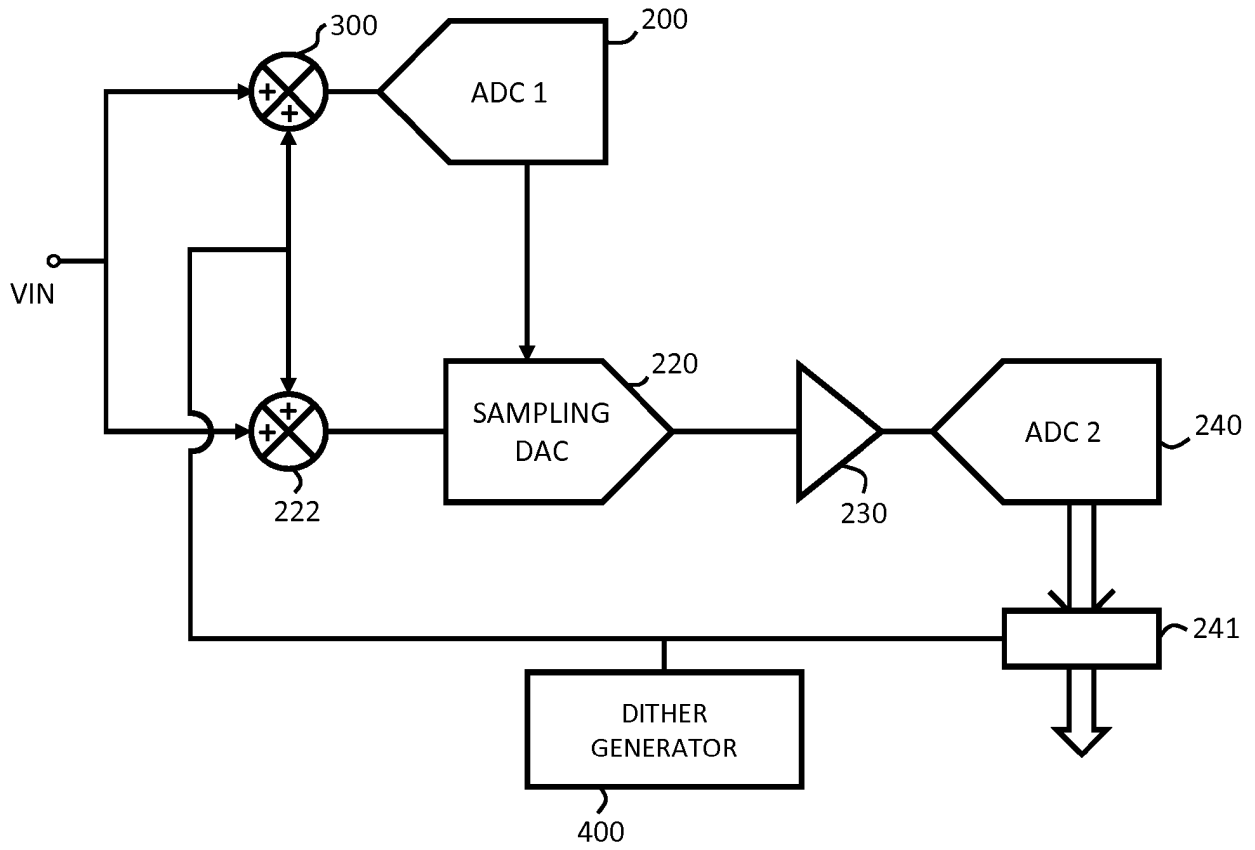 300
200
ADC 1
+
+
VIN
220
+
+
SAMPLING
DAC
ADC 2
240
222
230
241
DITHER
GENERATOR
400